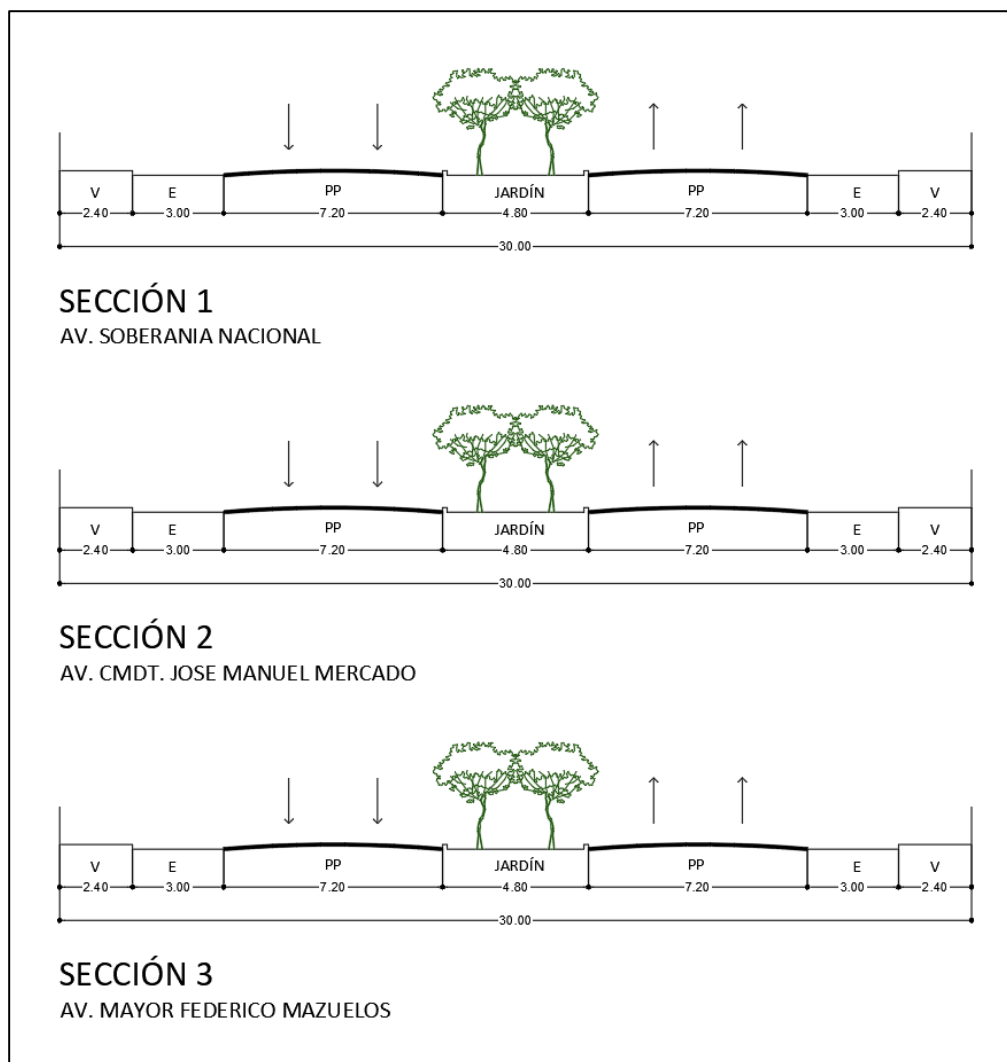 V E PP JARDÍN PP E V
2.40 3.00 7.20 4.80 7.20 3.00 2.40
30.00
SECCIÓN 1
AV. SOBERANIA NACIONAL
V E PP JARDÍN PP E V
2.40 3.00 7.20 4.80 7.20 3.00 2.40
30.00
SECCIÓN 2
AV. CMDT. JOSE MANUEL MERCADO
V E PP JARDÍN PP E V
2.40 3.00 7.20 4.80 7.20 3.00 2.40
30.00
SECCIÓN 3
AV. MAYOR FEDERICO MAZUELOS